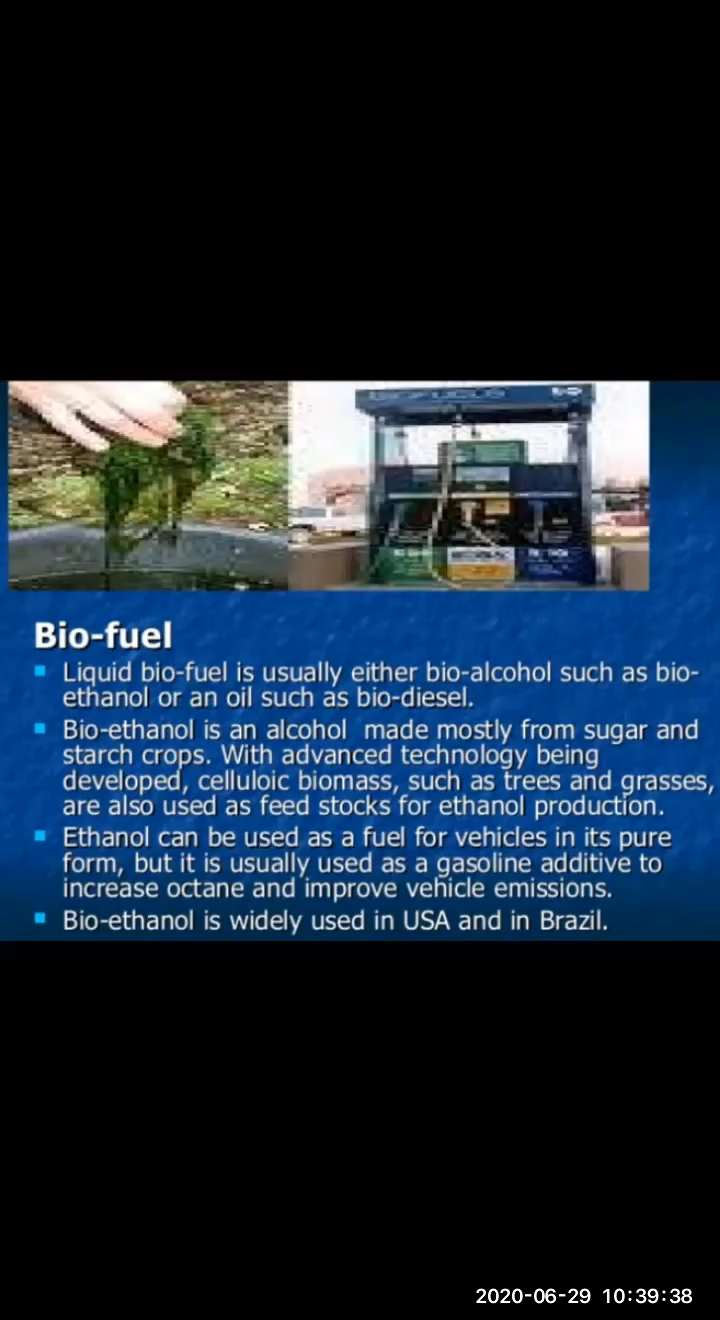 Bio-fuel
Liquid bio-fuel is usually either bio-alcohol such as bio-
ethanol or an oil such as bio-diesel.
Bio-ethanol is an alcohol made mostly from sugar and
starch crops. With advanced technology being
developed, celluloic biomass, such as trees and grasses,
are also used as feed stocks for ethanol production.
Ethanol can be used as a fuel for vehicles in its pure
form, but it is usually used as a gasoline additive to
increase octane and improve vehicle emissions.
Bio-ethanol is widely used in USA and in Brazil.
2020-06-29 10:39:38